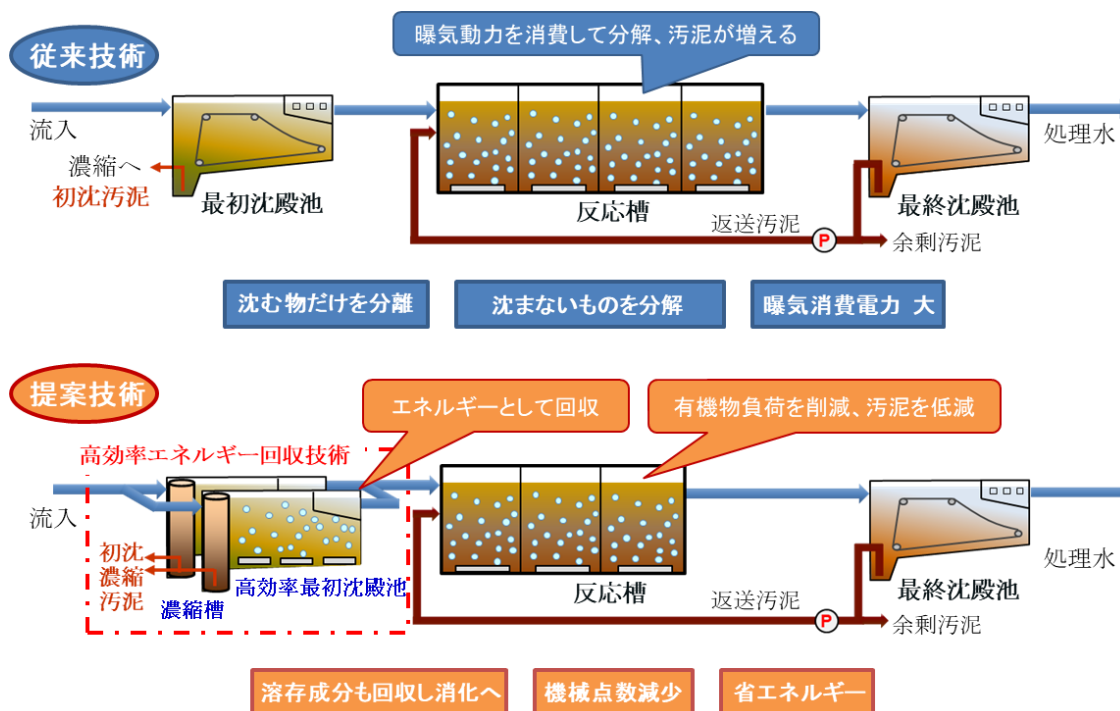 従来技術
曝気動力を消費して分解、汚泥が増える
流入
濃縮へ
初沈汚泥
最初沈殿池
反応槽
返送汚泥
P
最終沈殿池
余剰汚泥
処理水
沈む物だけを分離
沈まないものを分解
曝気消費電力 大
提案技術
エネルギーとして回収
有機物負荷を削減、汚泥を低減
高効率エネルギー回収技術
流入
初沈
濃縮
汚泥
濃縮槽
高効率最初沈殿池
反応槽
返送汚泥
P
最終沈殿池
余剰汚泥
処理水
溶存成分も回収し消化へ
機械点数減少
省エネルギー